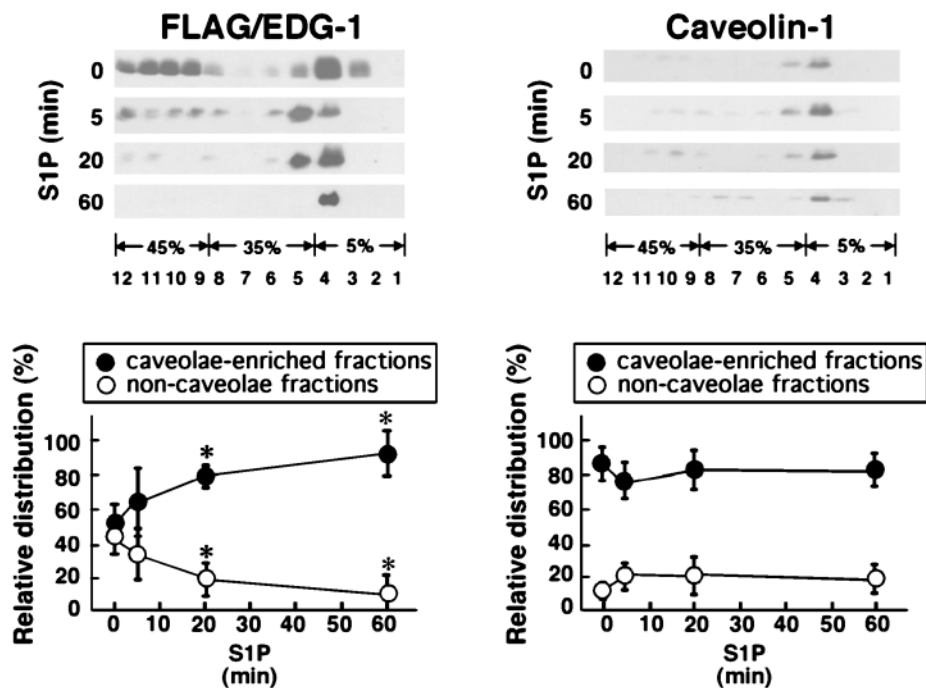 FLAG/EDG-1
Caveolin-1
S1P (min)
0
5
20
60
S1P (min)
0
5
20
60
45% 35% 5%
12 11 10 9 8 7 6 5 4 3 2 1
45% 35% 5%
12 11 10 9 8 7 6 5 4 3 2 1
Relative distribution (%)
caveolae-enriched fractions
non-caveolae fractions
100
80
60
40
20
0
* *
* *
0 10 20 30 40 50 60
S1P
(min)
Relative distribution (%)
caveolae-enriched fractions
non-caveolae fractions
100
80
60
40
20
0
0 10 20 30 40 50 60
S1P
(min)